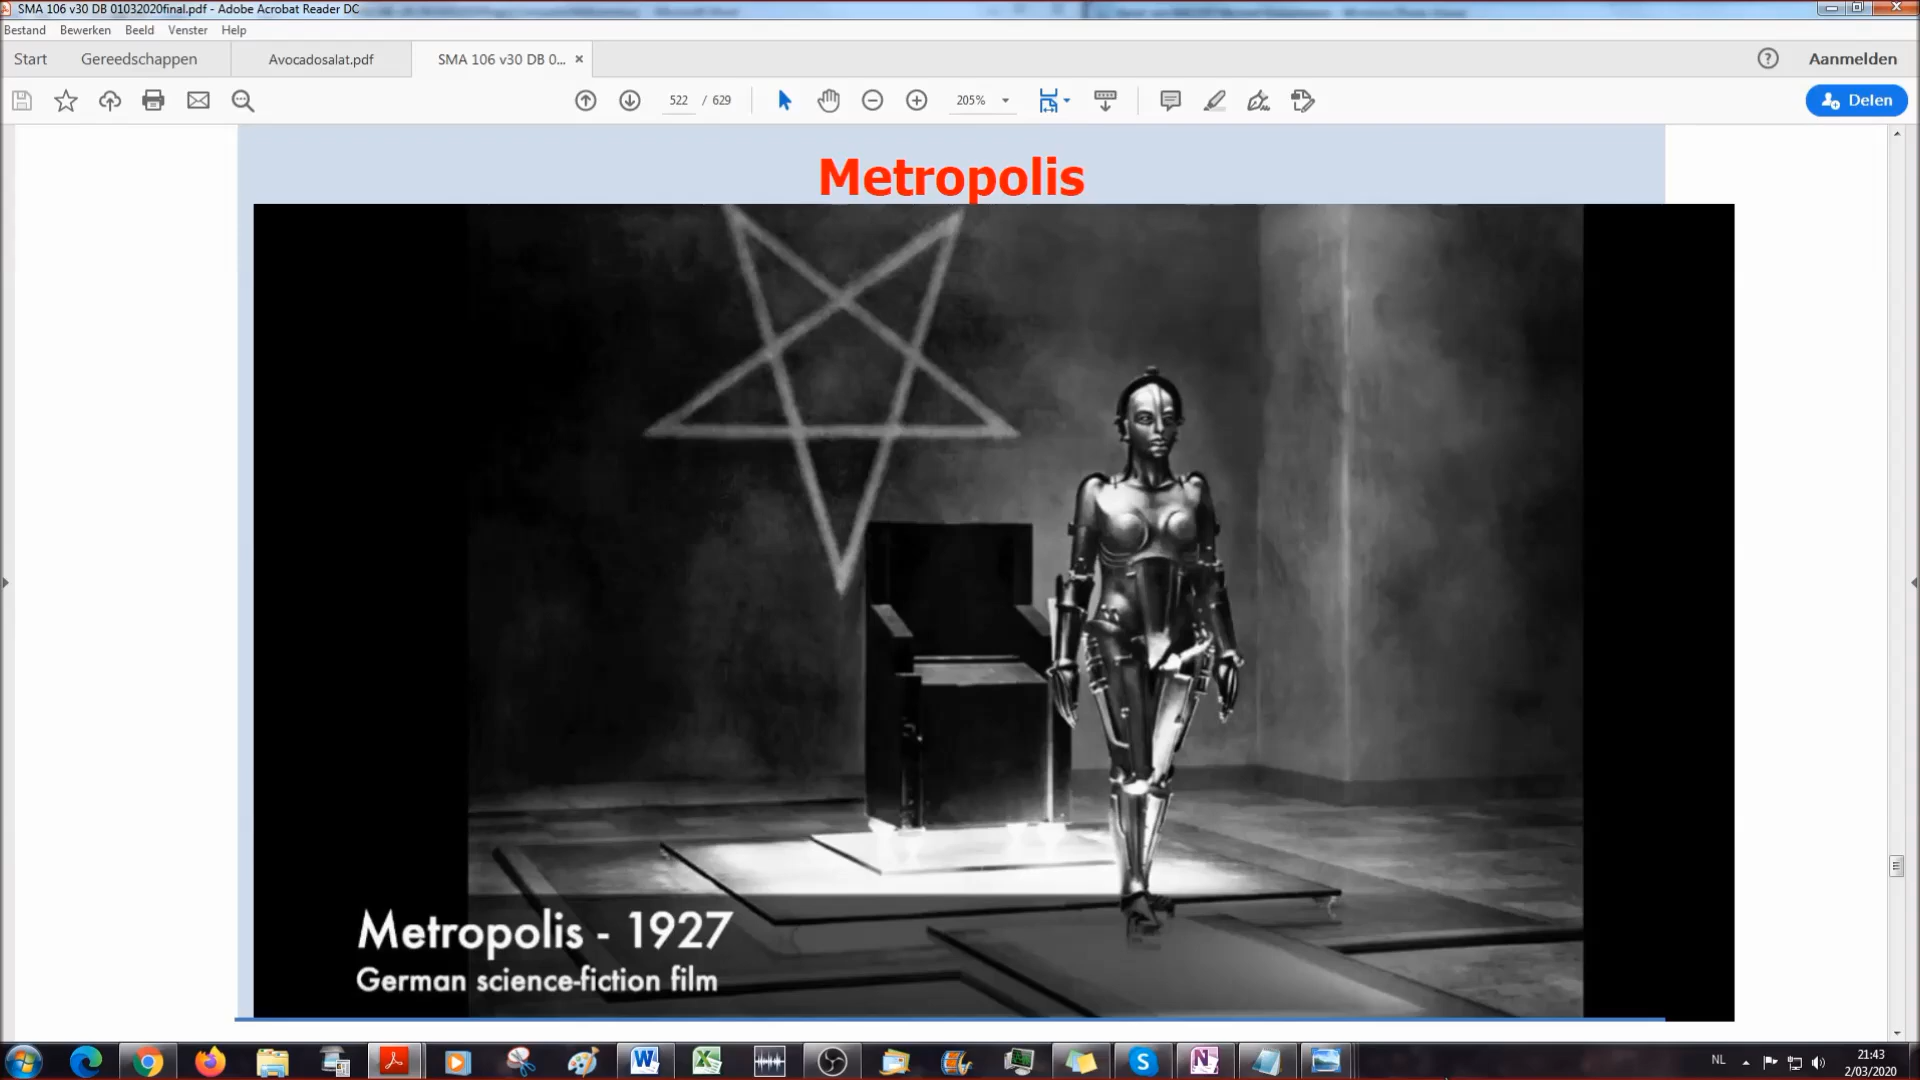 SMA 106 v30 DB 01032020final.pdf - Adobe Acrobat Reader DC
Bestand Bewerken Beeld Venster Help
Start Gereedschappen Avocadosalat.pdf SMA 106 v30 DB 0... × Aanmelden
522 / 629 205% Delen
Metropolis
Metropolis - 1927
German science-fiction film
NL 21:43
2/03/2020